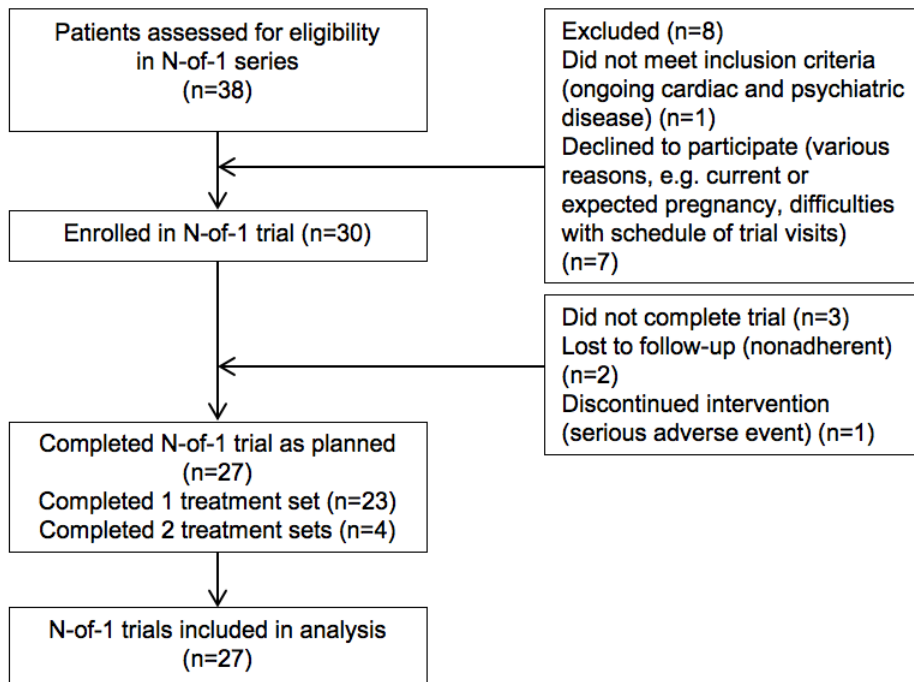 Patients assessed for eligibility
in N-of-1 series
(n=38)
Excluded (n=8)
Did not meet inclusion criteria
(ongoing cardiac and psychiatric
disease) (n=1)
Declined to participate (various
reasons, e.g. current or
expected pregnancy, difficulties
with schedule of trial visits)
(n=7)
Enrolled in N-of-1 trial (n=30)
Did not complete trial (n=3)
Lost to follow-up (nonadherent)
(n=2)
Discontinued intervention
(serious adverse event) (n=1)
Completed N-of-1 trial as planned
(n=27)
Completed 1 treatment set (n=23)
Completed 2 treatment sets (n=4)
N-of-1 trials included in analysis
(n=27)